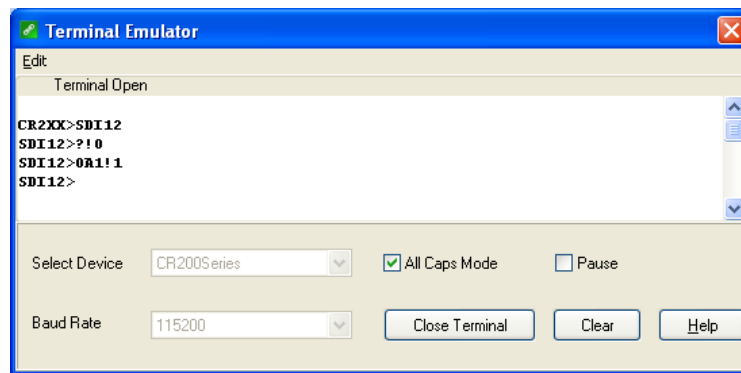 Terminal Emulator
Edit
Terminal Open
CR2XX>SDI12
SDI12>?!0
SDI12>0A1!1
SDI12>
Select Device
CR200Series
All Caps Mode
Pause
Baud Rate
115200
Close Terminal
Clear
Help